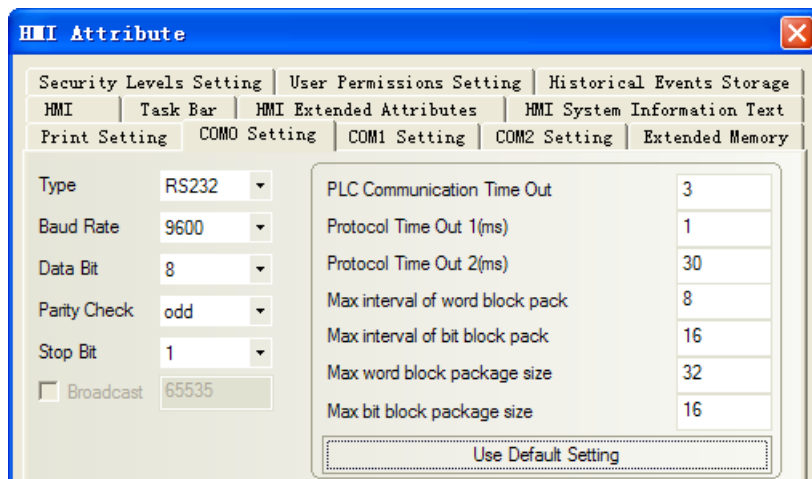 HMI Attribute
Security Levels Setting User Permissions Setting Historical Events Storage
HMI Task Bar HMI Extended Attributes HMI System Information Text
Print Setting COM0 Setting COM1 Setting COM2 Setting Extended Memory
Type RS232 PLC Communication Time Out 3
Baud Rate 9600 Protocol Time Out 1(ms) 1
Data Bit 8 Protocol Time Out 2(ms) 30
Parity Check odd Max interval of word block pack 8
Stop Bit 1 Max interval of bit block pack 16
Broadcast 65535 Max word block package size 32
Max bit block package size 16
Use Default Setting